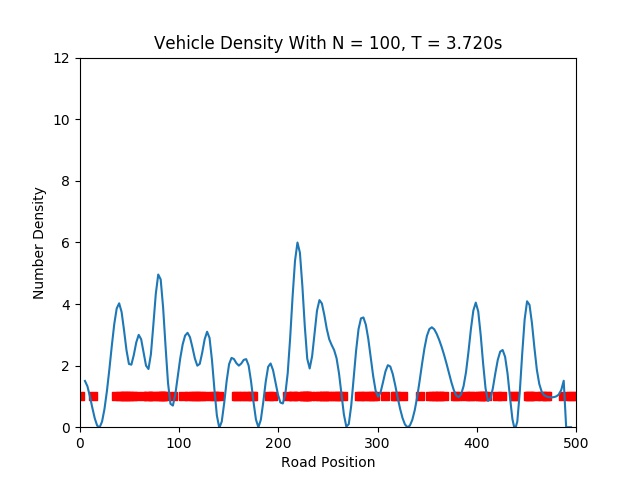 Vehicle Density With N = 100, T = 3.720s
12
10
8
6
4
2
0
Number Density
0 100 200 300 400 500
Road Position